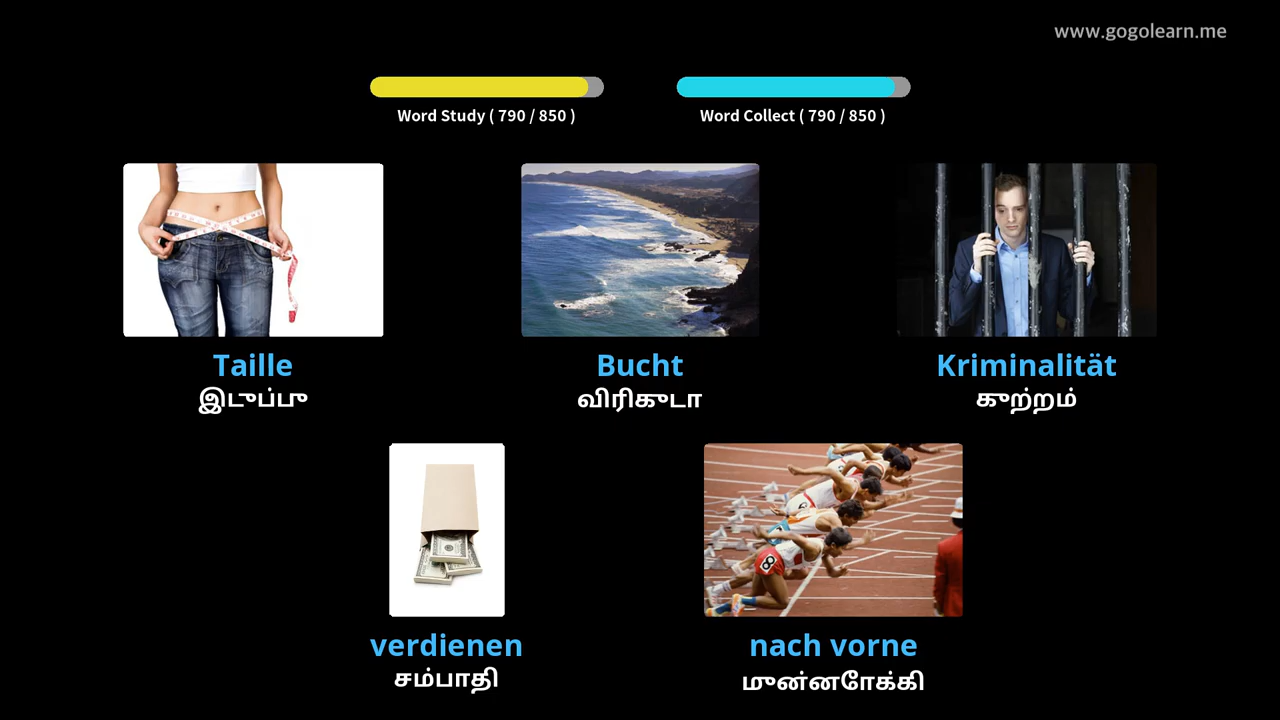 www.gogolearn.me
Word Study ( 790 / 850 )
Word Collect ( 790 / 850 )
Taille
இடுப்பு
Bucht
விரிகுடா
Kriminalität
குற்றம்
8
verdienen
சம்பாதி
nach vorne
முன்னோக்கி